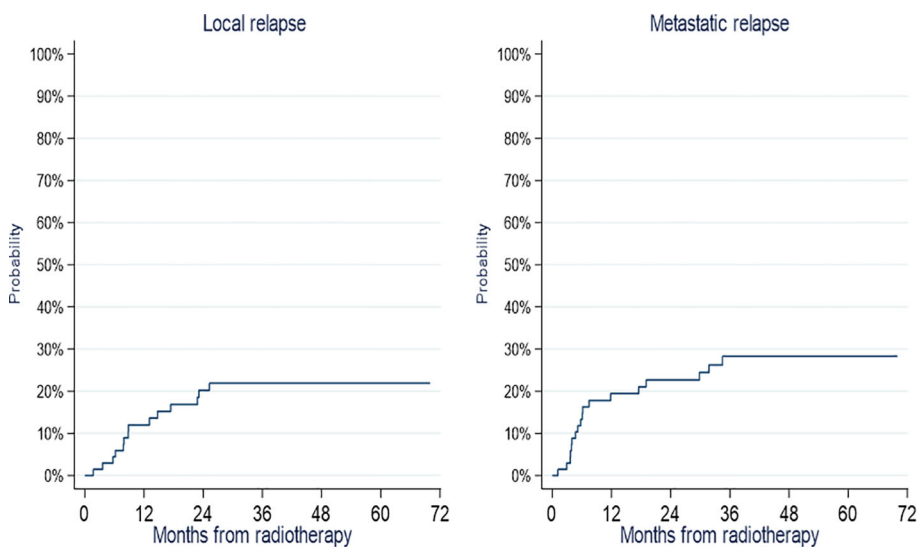 Local relapse
100%
90%
80%
70%
60%
50%
40%
30%
20%
10%
0%
Probability
0 12 24 36 48 60 72
Months from radiotherapy
Metastatic relapse
100%
90%
80%
70%
60%
50%
40%
30%
20%
10%
0%
Probability
0 12 24 36 48 60 72
Months from radiotherapy